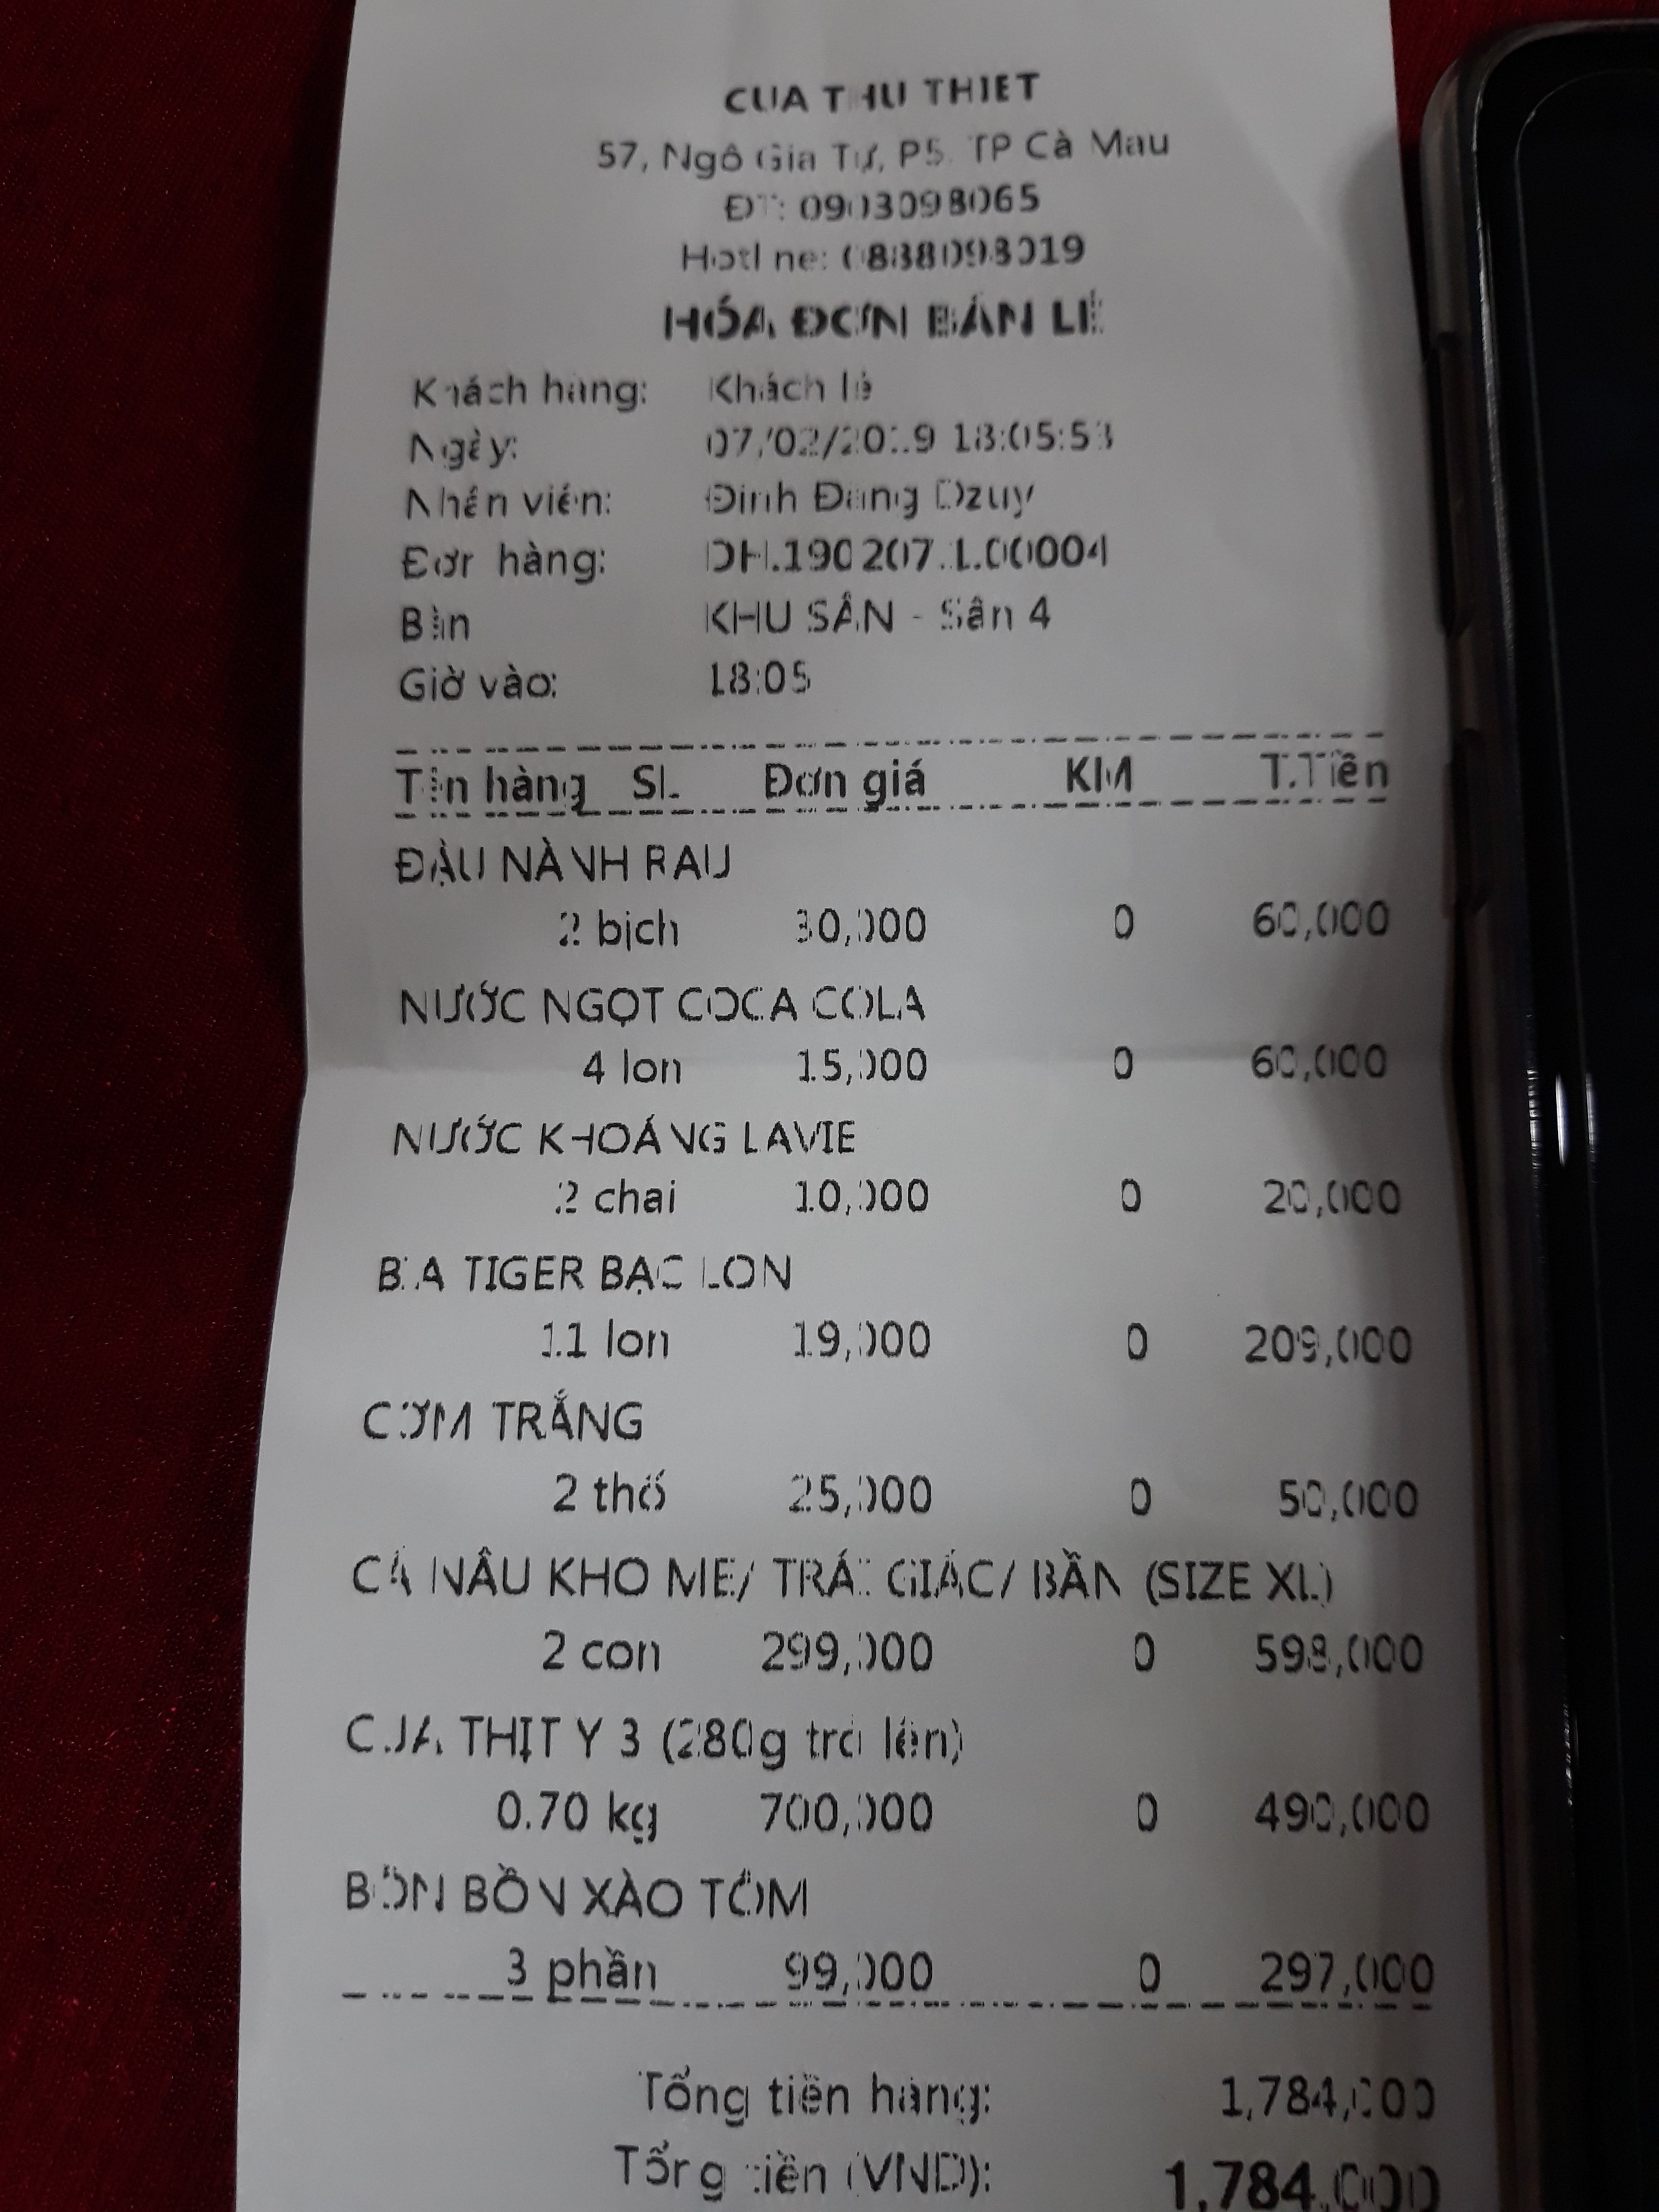 CUA THU THIET
57, Ngô Gia Tự, P5, TP Cà Mau
ĐT: 0903098065
Hotline: 0888098019
HÓA ĐƠN BÁN LẺ
Khách hàng: Khách lẻ
Ngày: 07/02/2019 18:05:53
Nhân viên: Đinh Đang Dzuy
Đơn hàng: DH.190207.1.00004
Bàn KHU SÂN - Sân 4
Giờ vào: 18:05
Tên hàng SL Đơn giá KM T.Tiền
ĐẬU NÀNH RAU
2 bịch 30,000 0 60,000
NƯỚC NGỌT COCA COLA
4 lon 15,000 0 60,000
NƯỚC KHOÁNG LAVIE
2 chai 10,000 0 20,000
BIA TIGER BẠC LON
11 lon 19,000 0 209,000
CƠM TRẮNG
2 thố 25,000 0 50,000
CÁ NÂU KHO ME/ TRÁI GIÁC/ BẦN (SIZE XL)
2 con 299,000 0 598,000
CUA THỊT Y 3 (280g trở lên)
0.70 kg 700,000 0 490,000
BỒN BỒN XÀO TÔM
3 phần 99,000 0 297,000
Tổng tiền hàng: 1,784,000
Tổng tiền (VND): 1,784,000